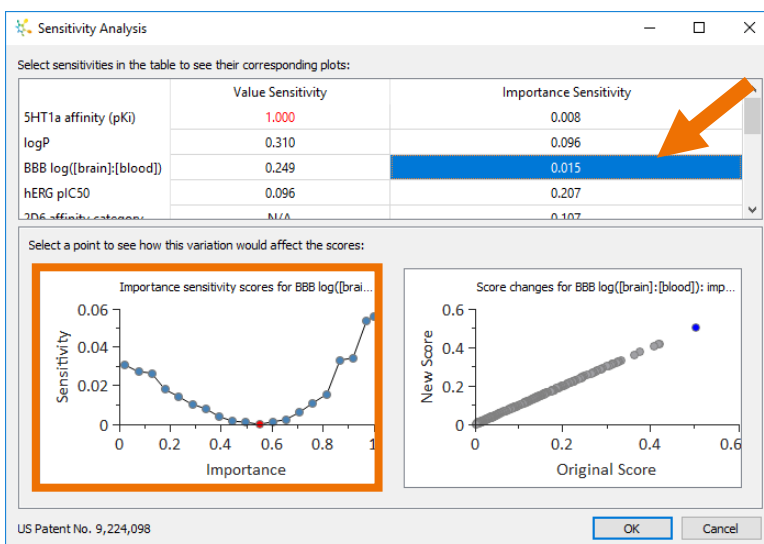 Sensitivity Analysis
Select sensitivities in the table to see their corresponding plots:
Value Sensitivity Importance Sensitivity
5HT1a affinity (pKi) 1.000 0.008
logP 0.310 0.096
BBB log([brain]:[blood]) 0.249 0.015
hERG pIC50 0.096 0.207
2D6 affinity category N/A 0.107
Select a point to see how this variation would affect the scores:
Importance sensitivity scores for BBB log([brai...
0.06
0.04
0.02
0
Sensitivity
0 0.2 0.4 0.6 0.8 1
Importance
Score changes for BBB log([brain]:[blood]): imp...
0.6
0.4
0.2
0
New Score
0 0.2 0.4 0.6
Original Score
US Patent No. 9,224,098
OK Cancel